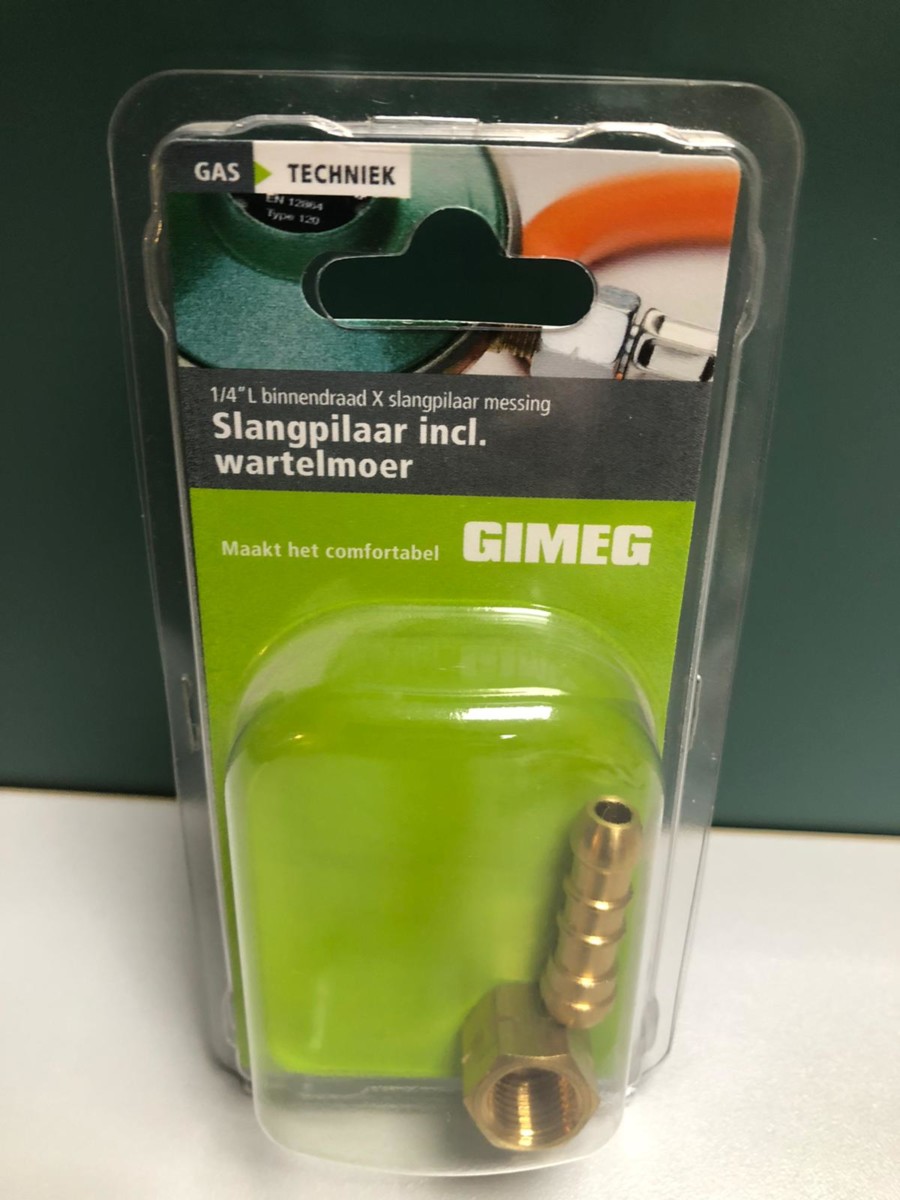 GAS TECHNIEK
EN 12864
Type 120
1/4" L binnendraad X slangpilaar messing
Slangpilaar incl.
wartelmoer
Maakt het comfortabel GIMEG